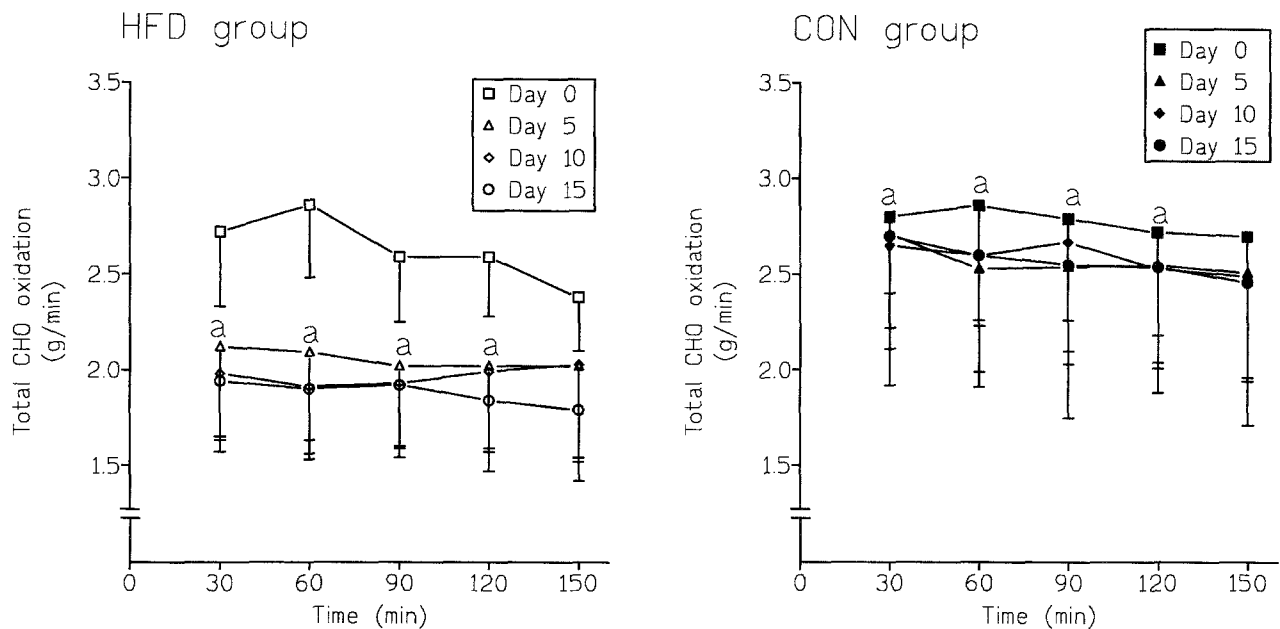 HFD group
Total CHO oxidation
(g/min)
3.5
3.0
2.5
2.0
1.5
Day 0
Day 5
Day 10
Day 15
a a a a
0 30 60 90 120 150
Time (min)
CON group
Total CHO oxidation
(g/min)
3.5
3.0
2.5
2.0
1.5
Day 0
Day 5
Day 10
Day 15
a a a a
0 30 60 90 120 150
Time (min)